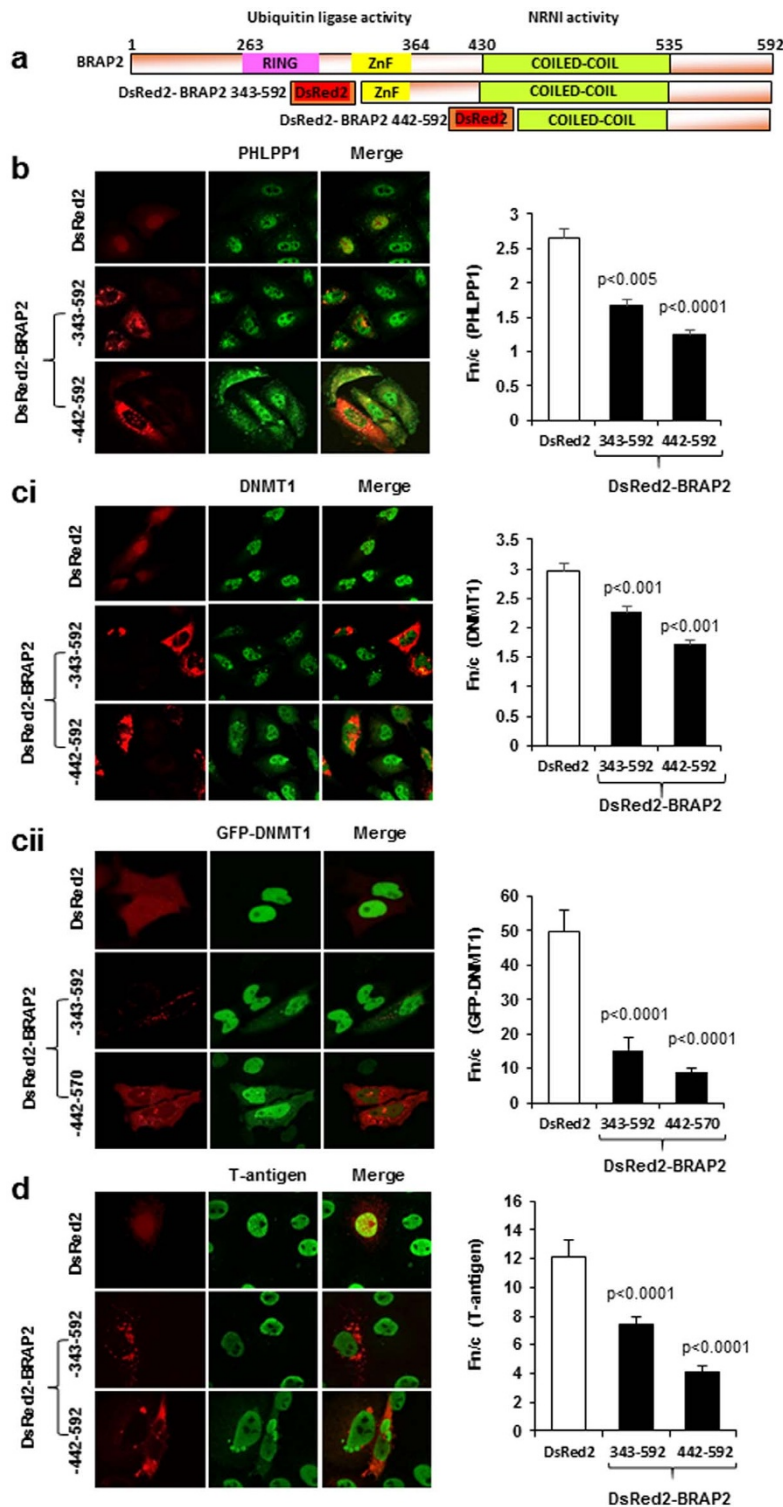 Ubiquitin ligase activity NRNI activity
a
1 263 364 430 535 592
BRAP2 RING ZnF COILED-COIL
DsRed2- BRAP2 343-592 DsRed2 ZnF COILED-COIL
DsRed2- BRAP2 442-592 DsRed2 COILED-COIL
b
PHLPP1 Merge
DsRed2
DsRed2-BRAP2
-343-592
-442-592
Fn/c (PHLPP1)
3
2.5
2
1.5
1
0.5
0
p<0.005
p<0.0001
DsRed2 343-592 442-592
DsRed2-BRAP2
ci
DNMT1 Merge
DsRed2
DsRed2-BRAP2
-343-592
-442-592
Fn/c (DNMT1)
3.5
3
2.5
2
1.5
1
0.5
0
p<0.001
p<0.001
DsRed2 343-592 442-592
DsRed2-BRAP2
cii
GFP-DNMT1 Merge
DsRed2
DsRed2-BRAP2
-343-592
-442-570
Fn/c (GFP-DNMT1)
60
50
40
30
20
10
0
p<0.0001
p<0.0001
DsRed2 343-592 442-570
DsRed2-BRAP2
d
T-antigen Merge
DsRed2
DsRed2-BRAP2
-343-592
-442-592
Fn/c (T-antigen)
16
14
12
10
8
6
4
2
0
p<0.0001
p<0.0001
DsRed2 343-592 442-592
DsRed2-BRAP2